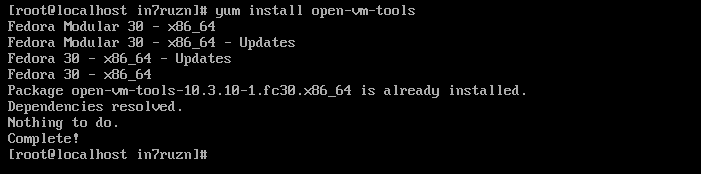 [root@localhost in7ruzn]# yum install open-vm-tools
Fedora Modular 30 - x86_64
Fedora Modular 30 - x86_64 - Updates
Fedora 30 - x86_64 - Updates
Fedora 30 - x86_64
Package open-vm-tools-10.3.10-1.fc30.x86_64 is already installed.
Dependencies resolved.
Nothing to do.
Complete!
[root@localhost in7ruzn]#